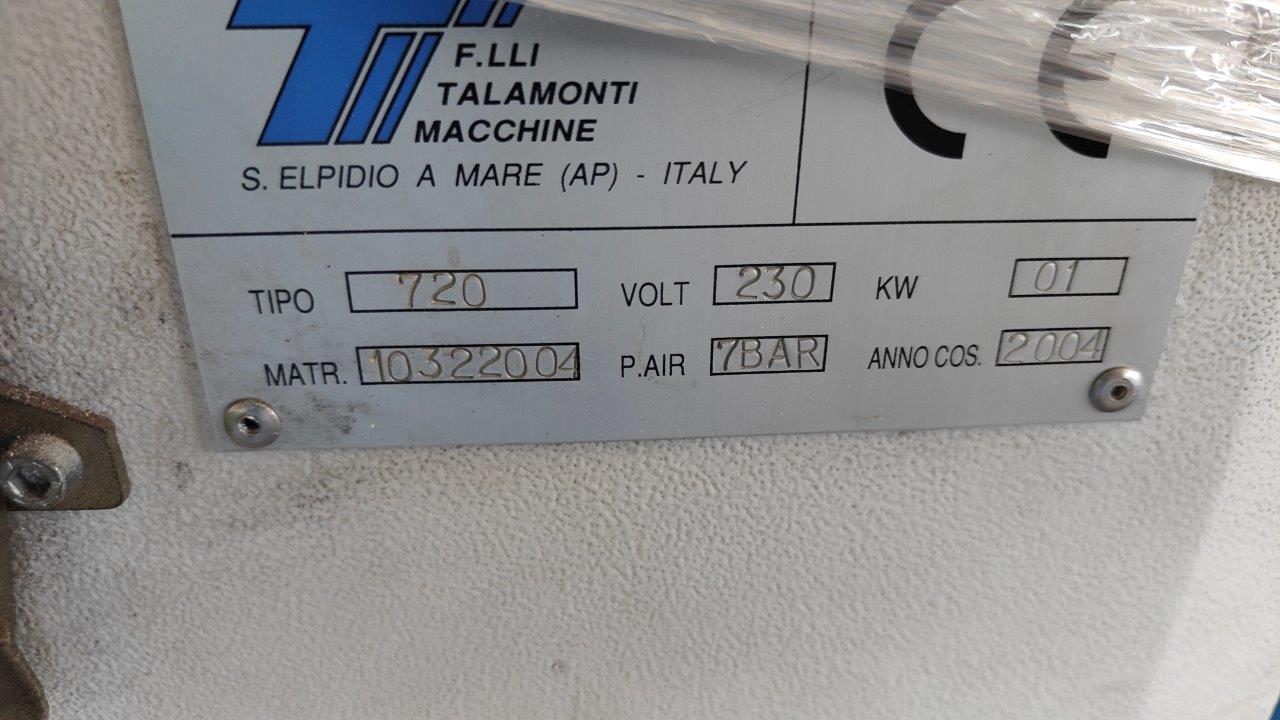 F.LLI
TALAMONTI
MACCHINE
S. ELPIDIO A MARE (AP) - ITALY
CE
TIPO 720 VOLT 230 KW 01
MATR. 10322004 P.AIR 7BAR ANNO COS. 2004